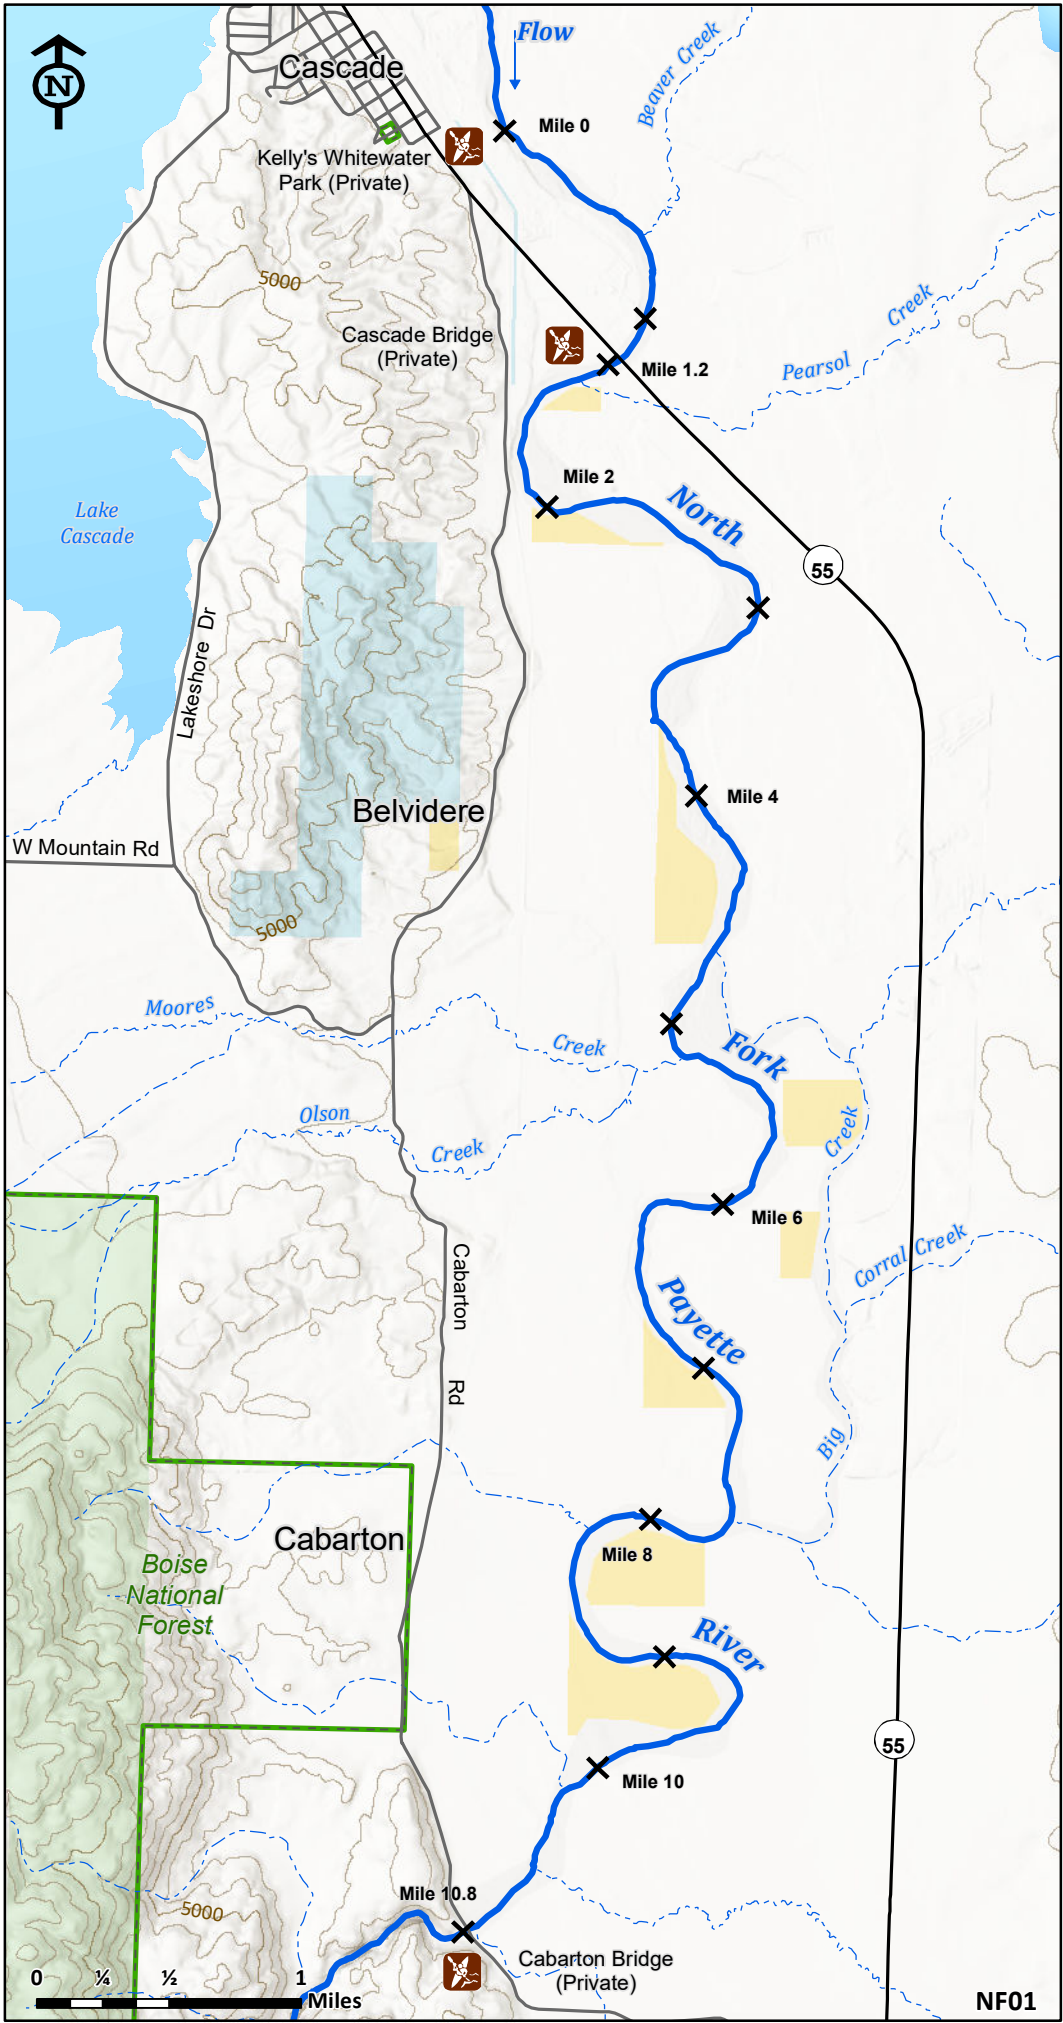 Flow
N
Cascade
Beaver Creek
Mile 0
Kelly's Whitewater
Park (Private)
5000
Creek
Cascade Bridge
(Private)
Mile 1.2
Pearsol
Mile 2
North
Lake
Cascade
55
Lakeshore Dr
Mile 4
Belvidere
W Mountain Rd
5000
Moores
Creek
Fork
Olson
Creek
Creek
Mile 6
Corral Creek
Cabarton
Rd
Payette
Big
Cabarton
Mile 8
Boise
National
Forest
River
55
Mile 10
Mile 10.8
5000
Cabarton Bridge
(Private)
0 ¼ ½ 1
Miles
NF01